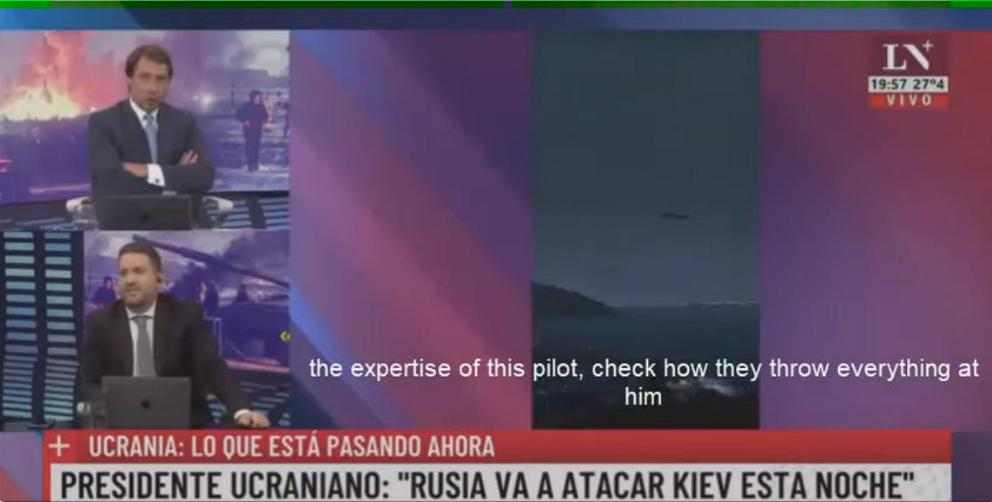 LN+
19:57 27°4
VIVO
the expertise of this pilot, check how they throw everything at
him
+ UCRANIA: LO QUE ESTÁ PASANDO AHORA
PRESIDENTE UCRANIANO: "RUSIA VA A ATACAR KIEV ESTA NOCHE"